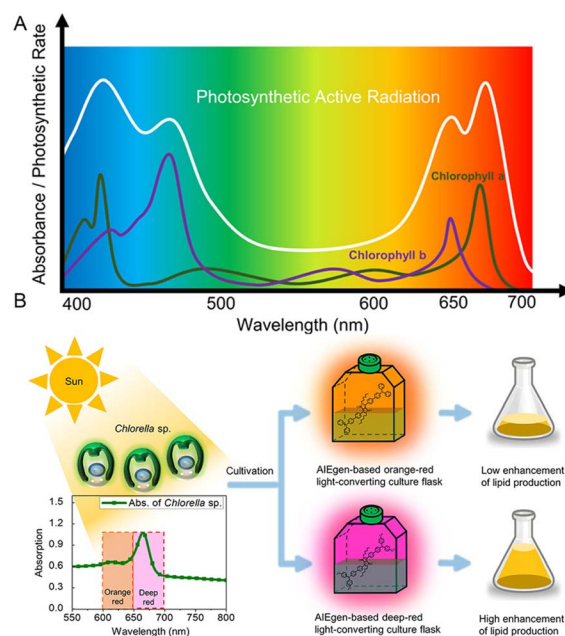 A
Absorbance / Photosynthetic Rate
Photosynthetic Active Radiation
Chlorophyll a
Chlorophyll b
400
500
600
650
700
Wavelength (nm)
B
Sun
Chlorella sp.
Cultivation
AIEgen-based orange-red
light-converting culture flask
Low enhancement
of lipid production
Absorption
1.5
1.2
0.9
0.6
0.3
0.0
Abs. of Chlorella sp.
Orange
red
Deep
red
550
600
650
700
750
800
Wavelength (nm)
AIEgen-based deep-red
light-converting culture flask
High enhancement
of lipid production